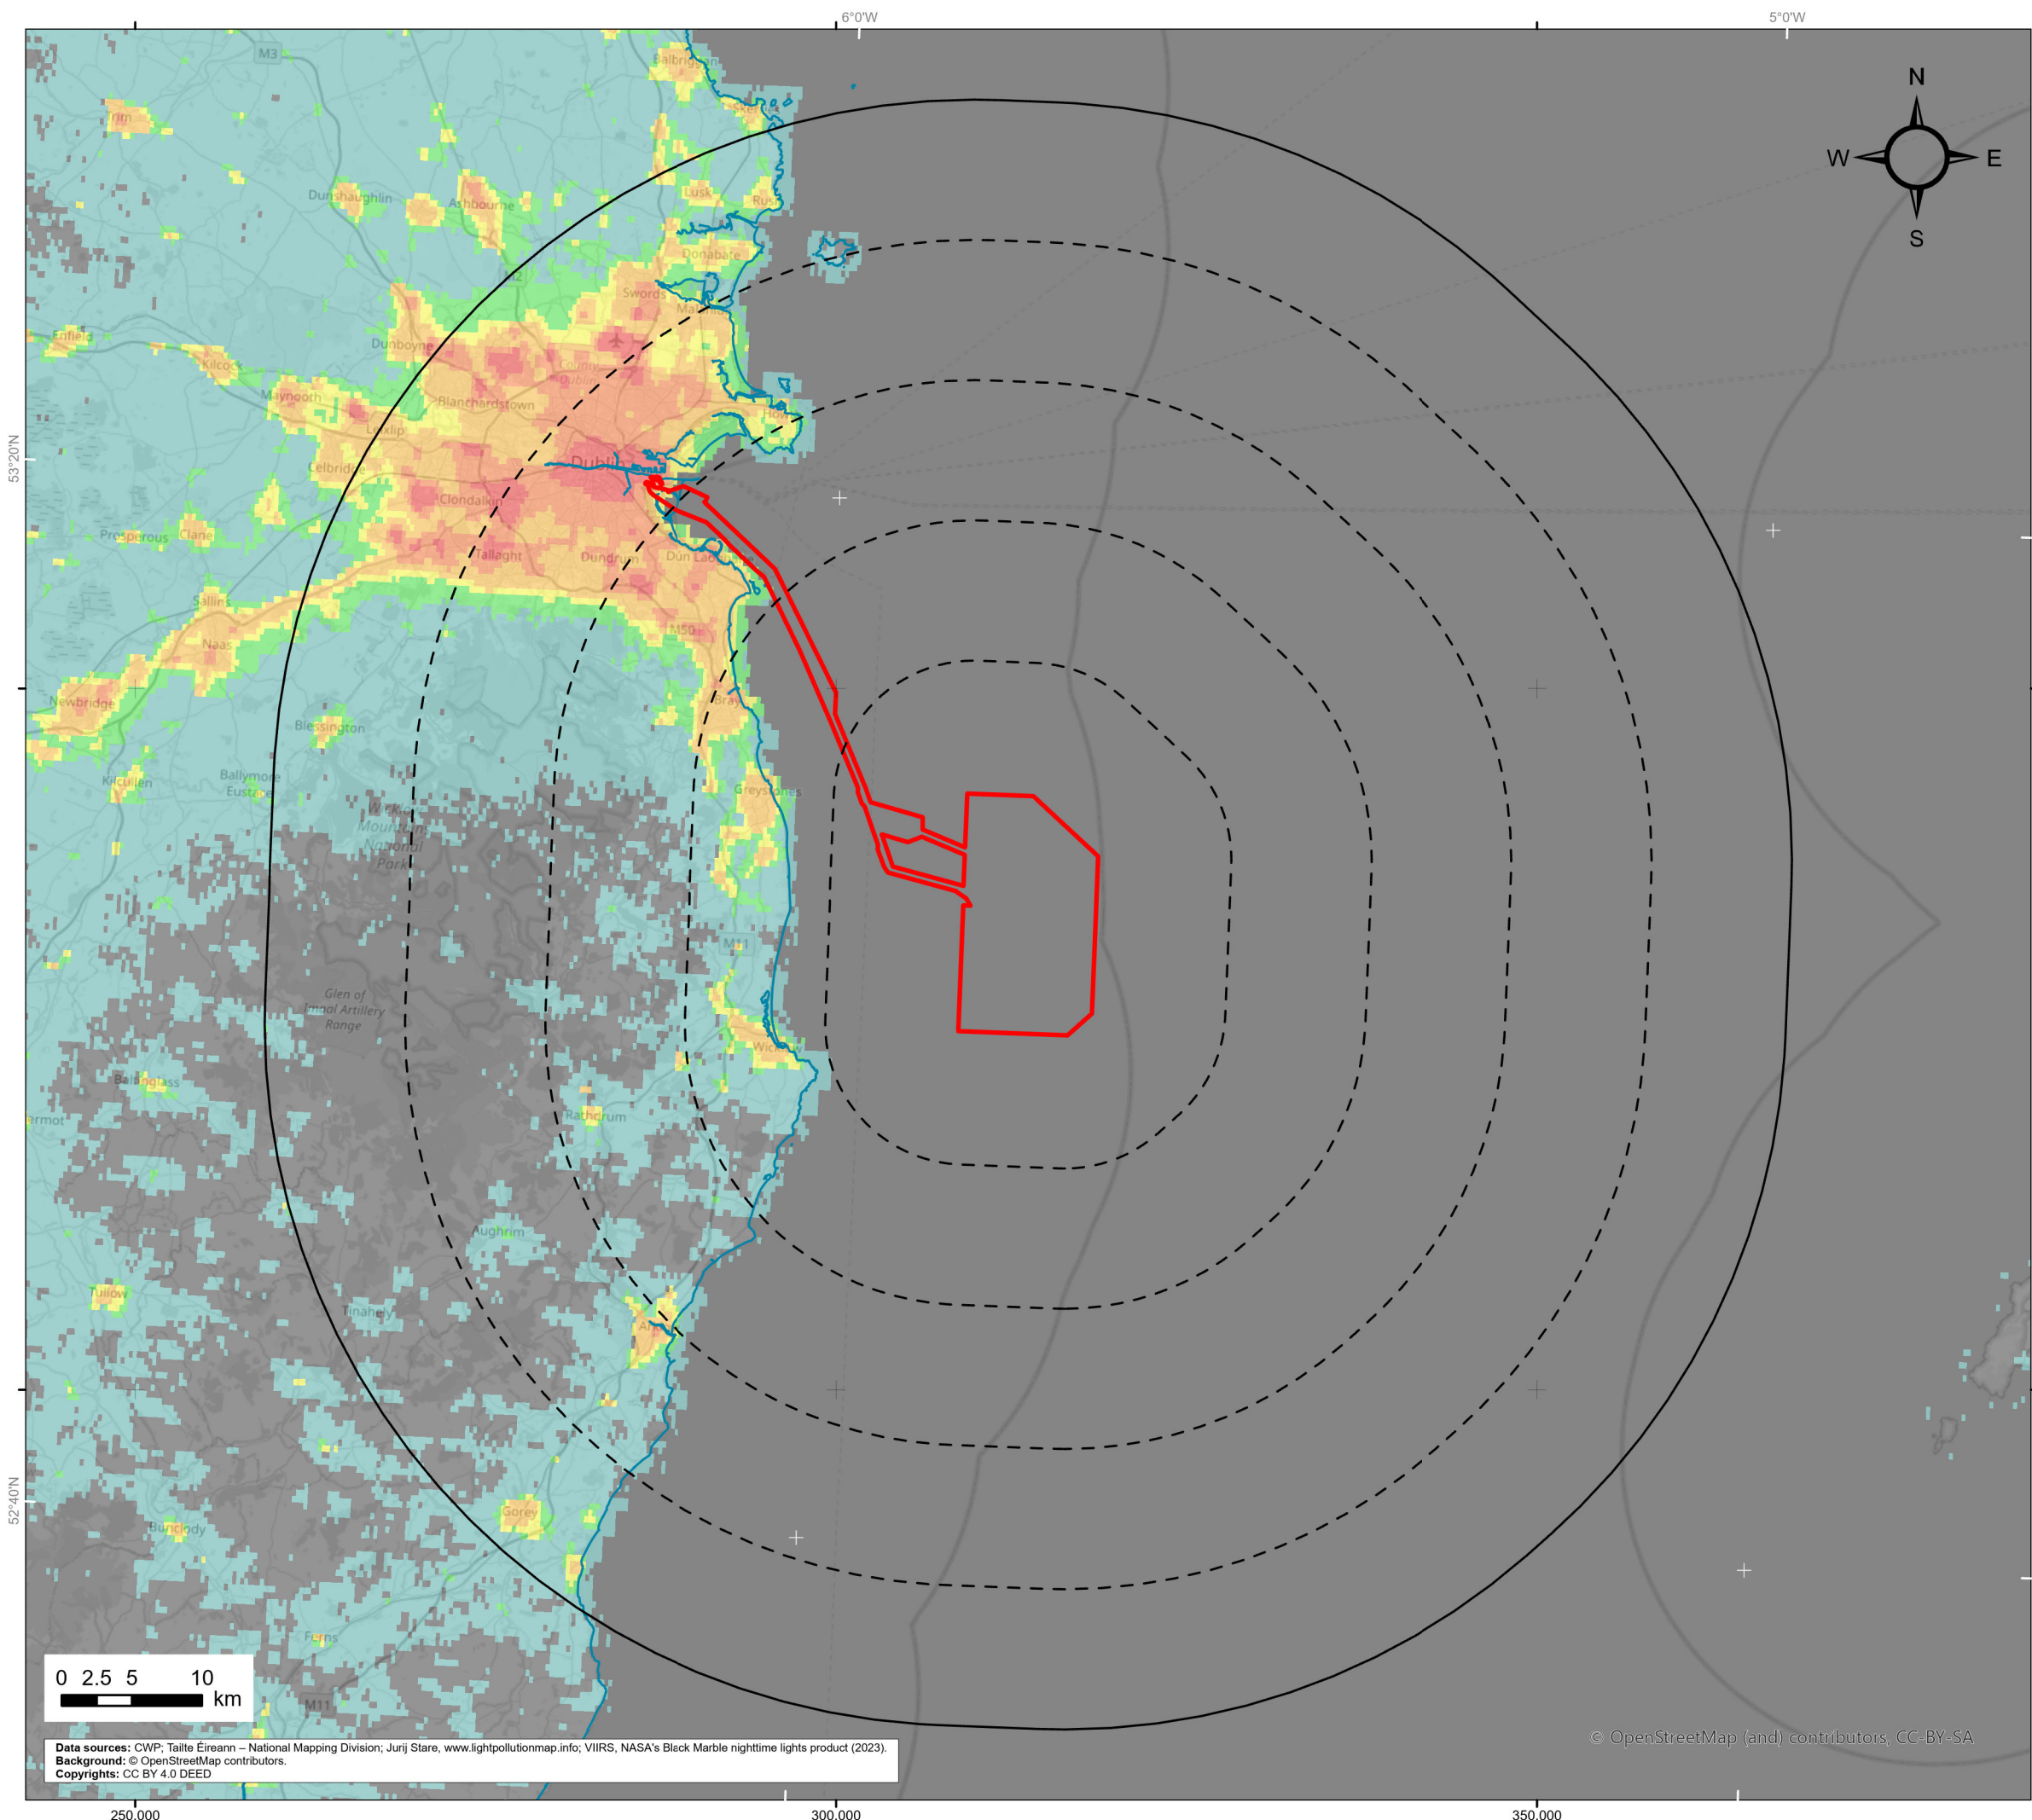 6°0'W
5°0'W
M3
Balbriggan
N
Skerries
Trim
W
E
Dunshaughlin
Ashbourne
Lusk
Rush
S
Donabate
M2
Swords
Enfield
Dunboyne
Kilcock
County
Dublin
Maynooth
Blanchardstown
Howth
Leixlip
53°20'N
Celbridge
Dublin
Clondalkin
Prosperous
Clane
Tallaght
Dundrum
Dún Laoghaire
Sallins
M50
Naas
Newbridge
Bray
Blessington
Kilcullen
Ballymore
Eustace
Greystones
Wicklow
Mountains
National
Park
M11
Glen of
Imaal Artillery
Range
Wicklow
Baltinglass
ermot
Rathdrum
Aughrim
Tullow
Tinahely
52°40'N
Gorey
Bunclody
Ferns
0 2.5 5 10
km
M11
© OpenStreetMap (and) contributors, CC-BY-SA
Data sources: CWP; Tailte Éireann – National Mapping Division; Jurij Stare, www.lightpollutionmap.info; VIIRS, NASA's Black Marble nighttime lights product (2023).
Background: © OpenStreetMap contributors.
Copyrights: CC BY 4.0 DEED
250,000
300,000
350,000